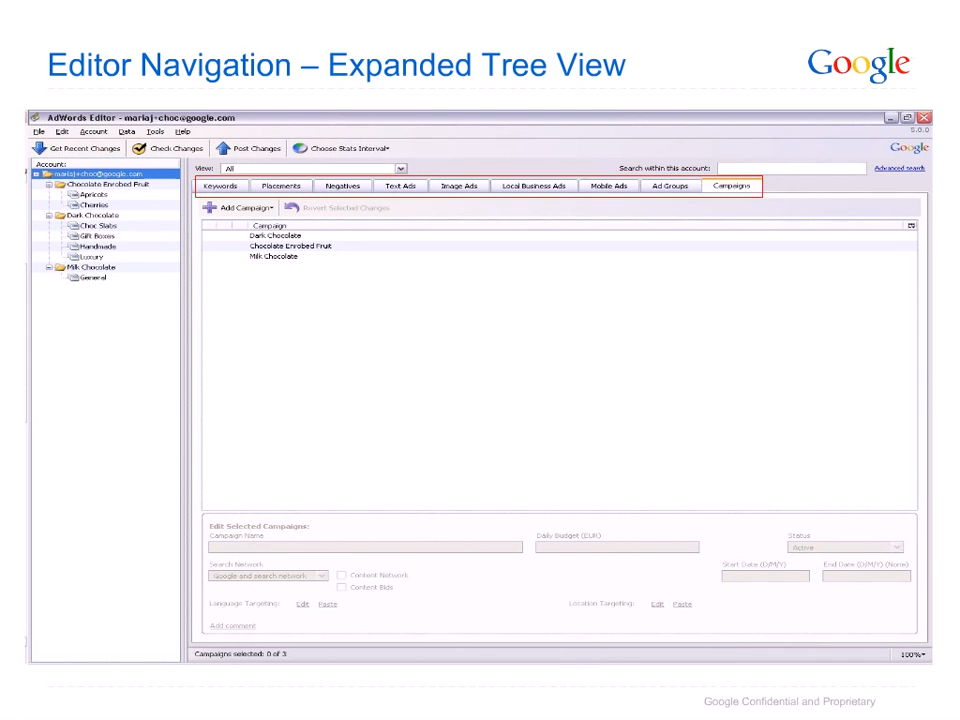 Editor Navigation – Expanded Tree View
Google
AdWords Editor - mariaj+choc@google.com
File Edit Account Data Tools Help
5.0.0
Get Recent Changes Check Changes Post Changes Choose Stats Interval
Google
Account:
mariaj+choc@google.com
Chocolate Enrobed Fruit
Apricots
Cherries
Dark Chocolate
Choc Slabs
Gift Boxes
Handmade
Luxury
Milk Chocolate
General
View: All
Search within this account:
Advanced search
Keywords Placements Negatives Text Ads Image Ads Local Business Ads Mobile Ads Ad Groups Campaigns
Add Campaign Revert Selected Changes
Campaign
Dark Chocolate
Chocolate Enrobed Fruit
Milk Chocolate
Edit Selected Campaigns:
Campaign Name
Daily Budget (EUR)
Status
Active
Search Network
Google and search network
Content Network
Content Bids
Start Date (D/M/Y)
End Date (D/M/Y) (None)
Language Targeting: Edit Paste
Location Targeting: Edit Paste
Add comment
Campaigns selected: 0 of 3
100%
Google Confidential and Proprietary